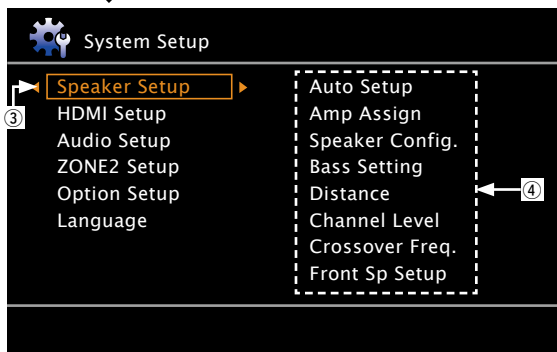 System Setup
③
Speaker Setup
HDMI Setup
Audio Setup
ZONE2 Setup
Option Setup
Language
Auto Setup
Amp Assign
Speaker Config.
Bass Setting
Distance
Channel Level
Crossover Freq.
Front Sp Setup
④